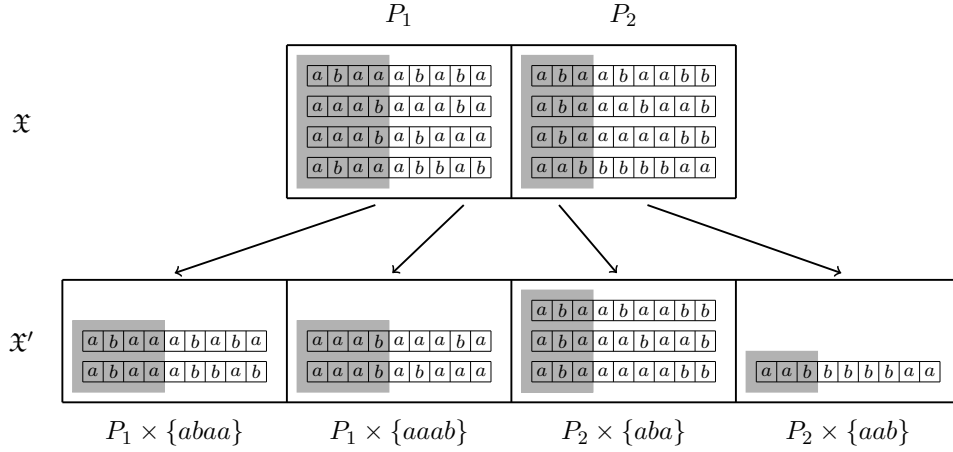 P₁ P₂
𝔛
a b a a a b a b a a b a a b a a b b
a a a b a a a b a a b a a a b b a b
a a a b a b a a a a b a a a a a b b
a b a a a b b a b a a b b b b b a a
𝔛′
a b a a b a a b b
a b a a a b a b a a a a b a a a b a a b a a a b b a b
a b a a a b b a b a a a b a b a a a a b a a a a a b b a a b b b b b a a
P₁ × {abaa} P₁ × {aaab} P₂ × {aba} P₂ × {aab}